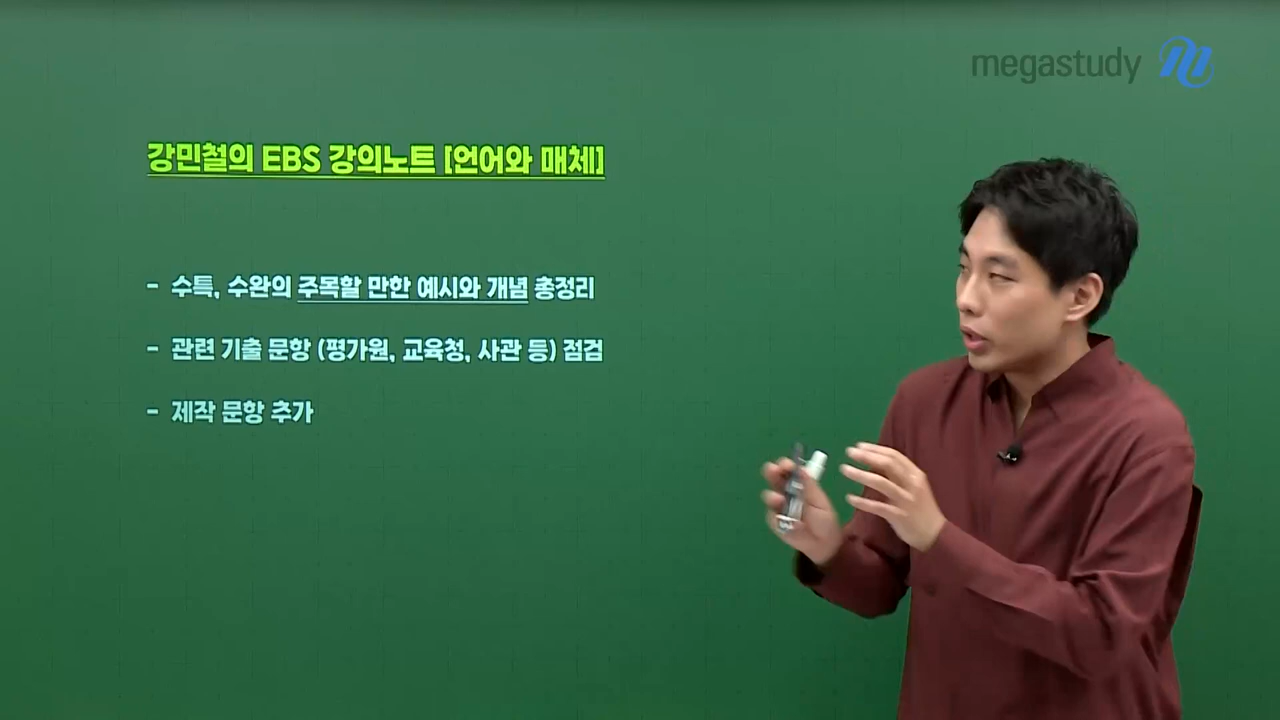 megastudy
강민철의 EBS 강의노트 [언어와 매체]
- 수특, 수완의 주목할 만한 예시와 개념 총정리
- 관련 기출 문항 (평가원, 교육청, 사관 등) 점검
- 제작 문항 추가